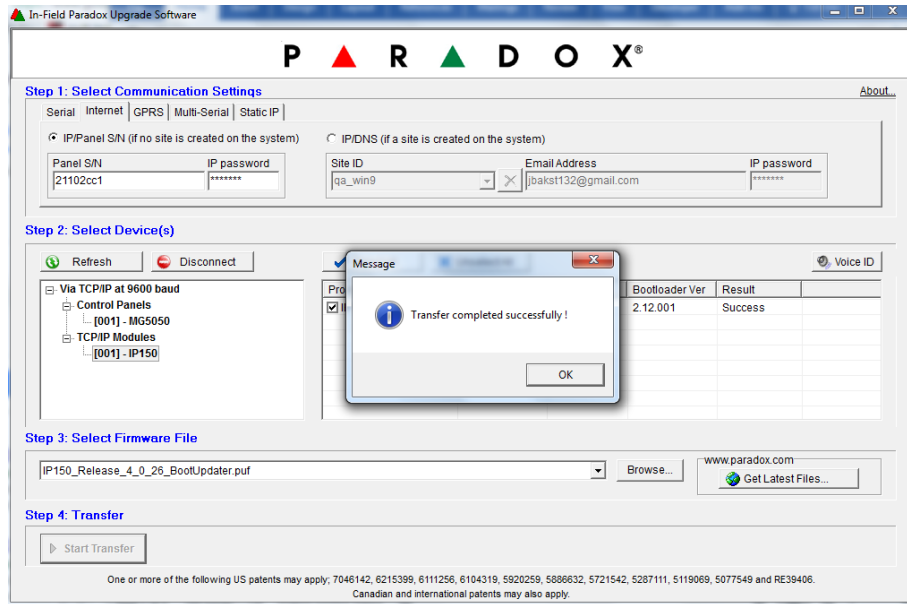 In-Field Paradox Upgrade Software
PARADOX®
Step 1: Select Communication Settings
About...
Serial Internet GPRS Multi-Serial Static IP
IP/Panel S/N (if no site is created on the system)
IP/DNS (if a site is created on the system)
Panel S/N IP password
21102cc1 *******
Site ID Email Address IP password
qa_win9 jbakst132@gmail.com *******
Step 2: Select Device(s)
Refresh Disconnect
Voice ID
Via TCP/IP at 9600 baud
Control Panels
[001] - MG5050
TCP/IP Modules
[001] - IP150
Bootloader Ver Result
2.12.001 Success
Message
Transfer completed successfully !
OK
Step 3: Select Firmware File
IP150_Release_4_0_26_BootUpdater.puf
Browse...
www.paradox.com
Get Latest Files...
Step 4: Transfer
Start Transfer
One or more of the following US patents may apply; 7046142, 6215399, 6111256, 6104319, 5920259, 5886632, 5721542, 5287111, 5119069, 5077549 and RE39406.
Canadian and international patents may also apply.